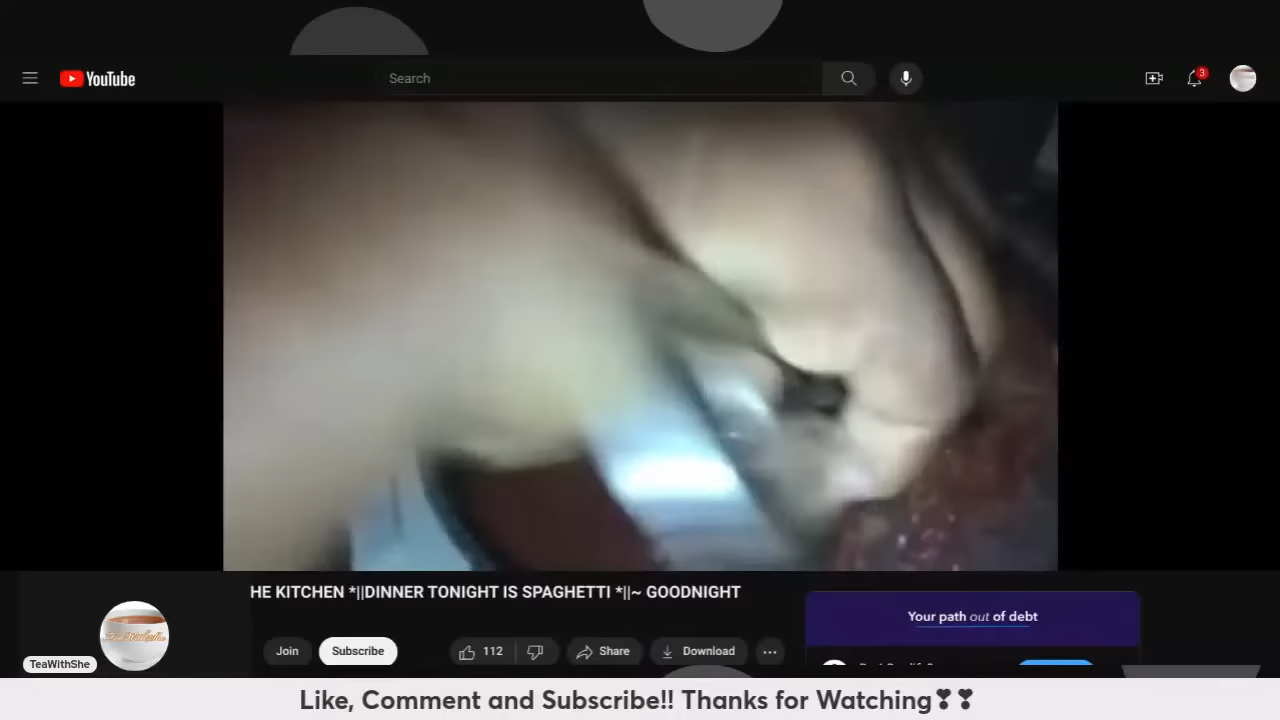 YouTube
Search
3
HE KITCHEN *||DINNER TONIGHT IS SPAGHETTI *||~ GOODNIGHT
Your path out of debt
Join
Subscribe
112
Share
Download
TeaWithShe
Like, Comment and Subscribe!! Thanks for Watching❣❣